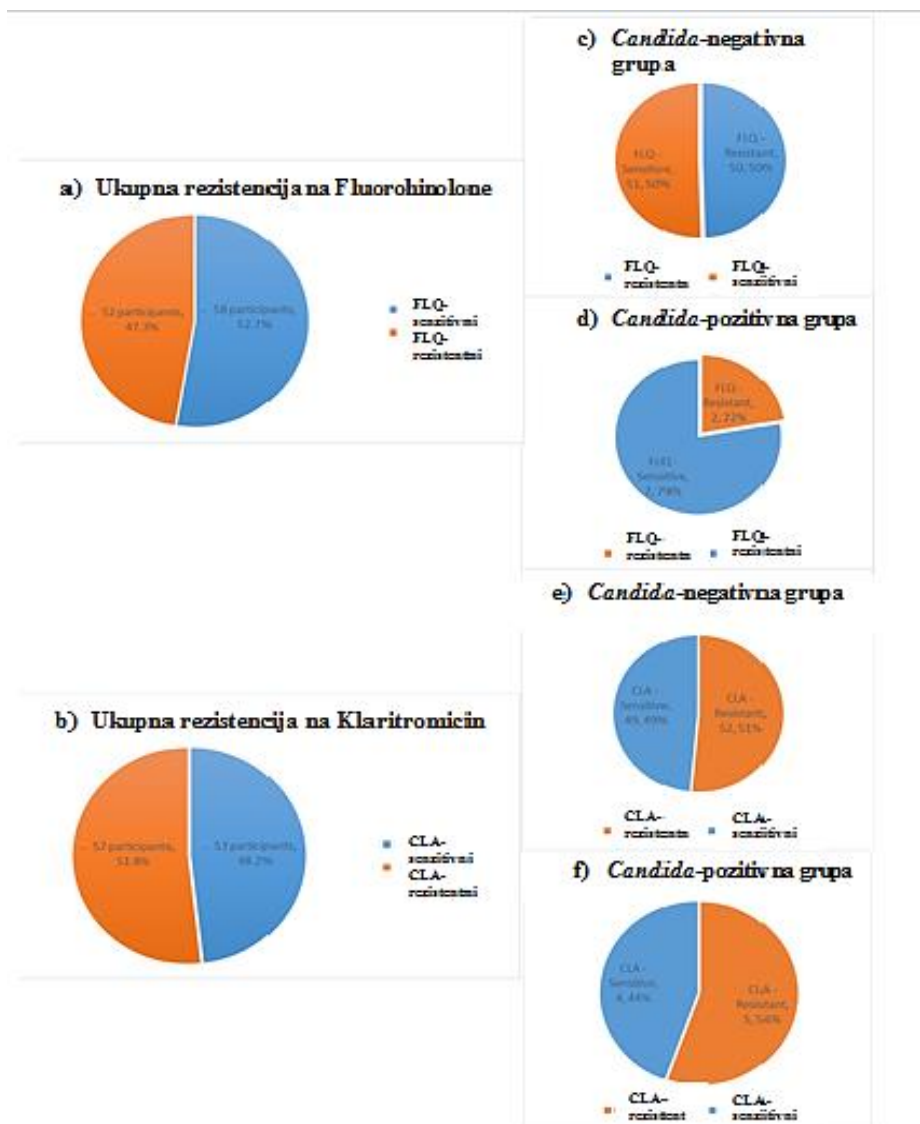 c) Candida-negativna
grupa
FLQ -
Sensitive,
51, 50%
FLQ -
Resistant,
50, 50%
FLQ-
rezistents
FLQ-
senzitivni
a) Ukupna rezistencija na Fluorohinolone
52 participants,
47.3%
58 participants,
52.7%
FLQ-
senzitivni
FLQ-
rezistentni
d) Candida-pozitivna grupa
FLQ -
Resistant,
2, 22%
FLQ -
Sensitive,
7, 78%
FLQ-
rezistents
FLQ-
rezistentni
e) Candida-negativna grupa
CLA -
Sensitive,
49, 49%
CLA -
Resistant,
52, 51%
CLA-
rezistents
CLA-
senzitivni
b) Ukupna rezistencija na Klaritromicin
57 participants,
51.8%
53 participants,
48.2%
CLA-
senzitivni
CLA-
rezistentni
f) Candida-pozitivna grupa
CLA -
Sensitive,
4, 44%
CLA -
Resistant,
5, 56%
CLA-
rezistent
CLA-
senzitivni